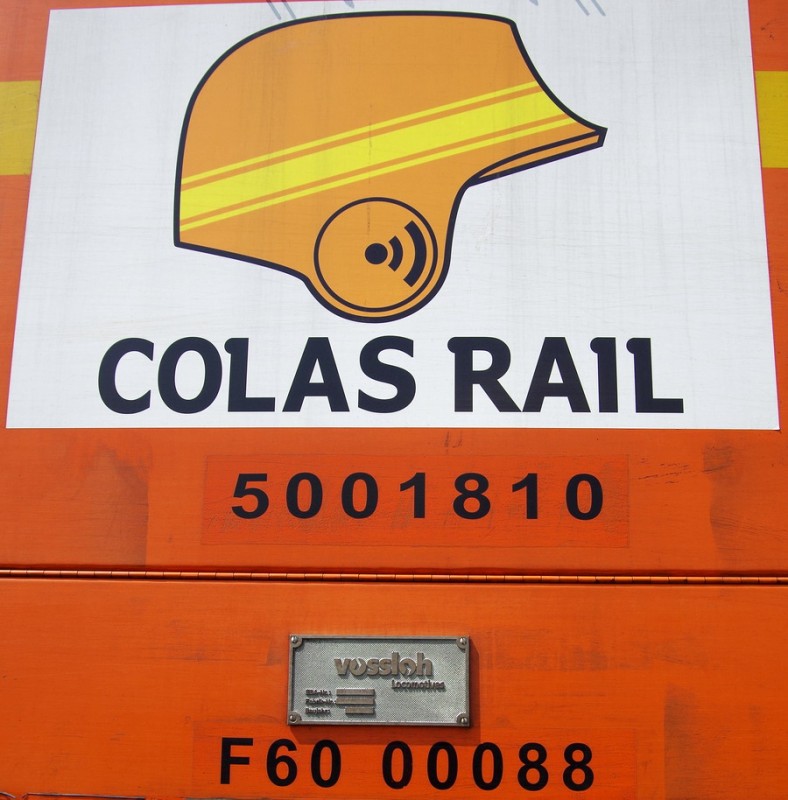 COLAS RAIL
5001810
vossloh
Locomotives
F60 00088